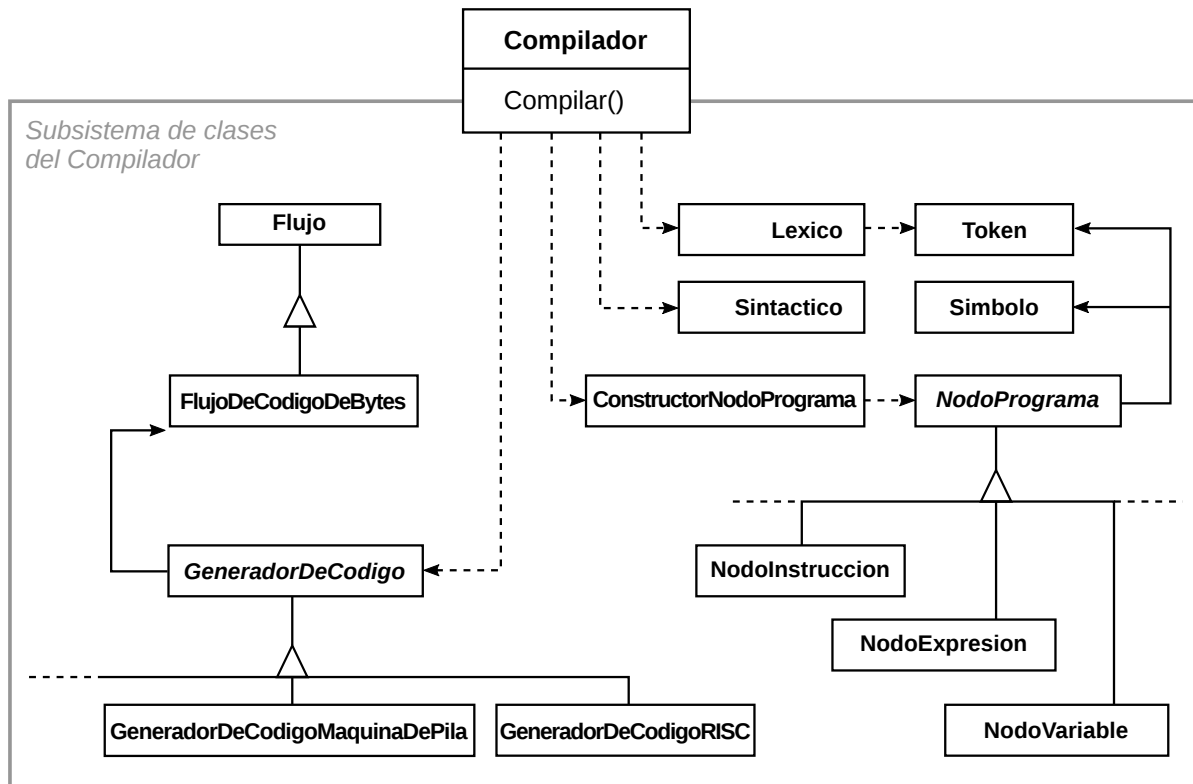 Compilador
Compilar()
Subsistema de clases
del Compilador
Flujo
Lexico
Token
Sintactico
Simbolo
FlujoDeCodigoDeBytes
ConstructorNodoPrograma
NodoPrograma
GeneradorDeCodigo
NodoInstruccion
NodoExpresion
GeneradorDeCodigoMaquinaDePila
GeneradorDeCodigoRISC
NodoVariable